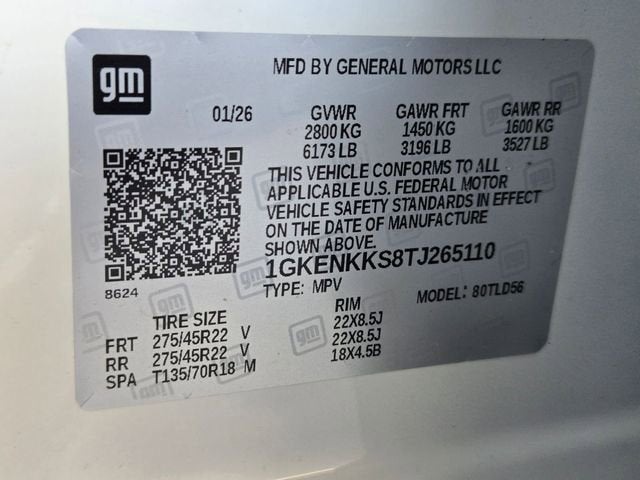 gm
MFD BY GENERAL MOTORS LLC
01/26 GVWR GAWR FRT GAWR RR
2800 KG 1450 KG 1600 KG
6173 LB 3196 LB 3527 LB
THIS VEHICLE CONFORMS TO ALL
APPLICABLE U.S. FEDERAL MOTOR
VEHICLE SAFETY STANDARDS IN EFFECT
ON THE DATE OF MANUFACTURE
SHOWN ABOVE.
1GKENKKS8TJ265110
8624
TYPE: MPV MODEL: 80TLD56
TIRE SIZE RIM
FRT 275/45R22 V 22X8.5J
RR 275/45R22 V 22X8.5J
SPA T135/70R18 M 18X4.5B